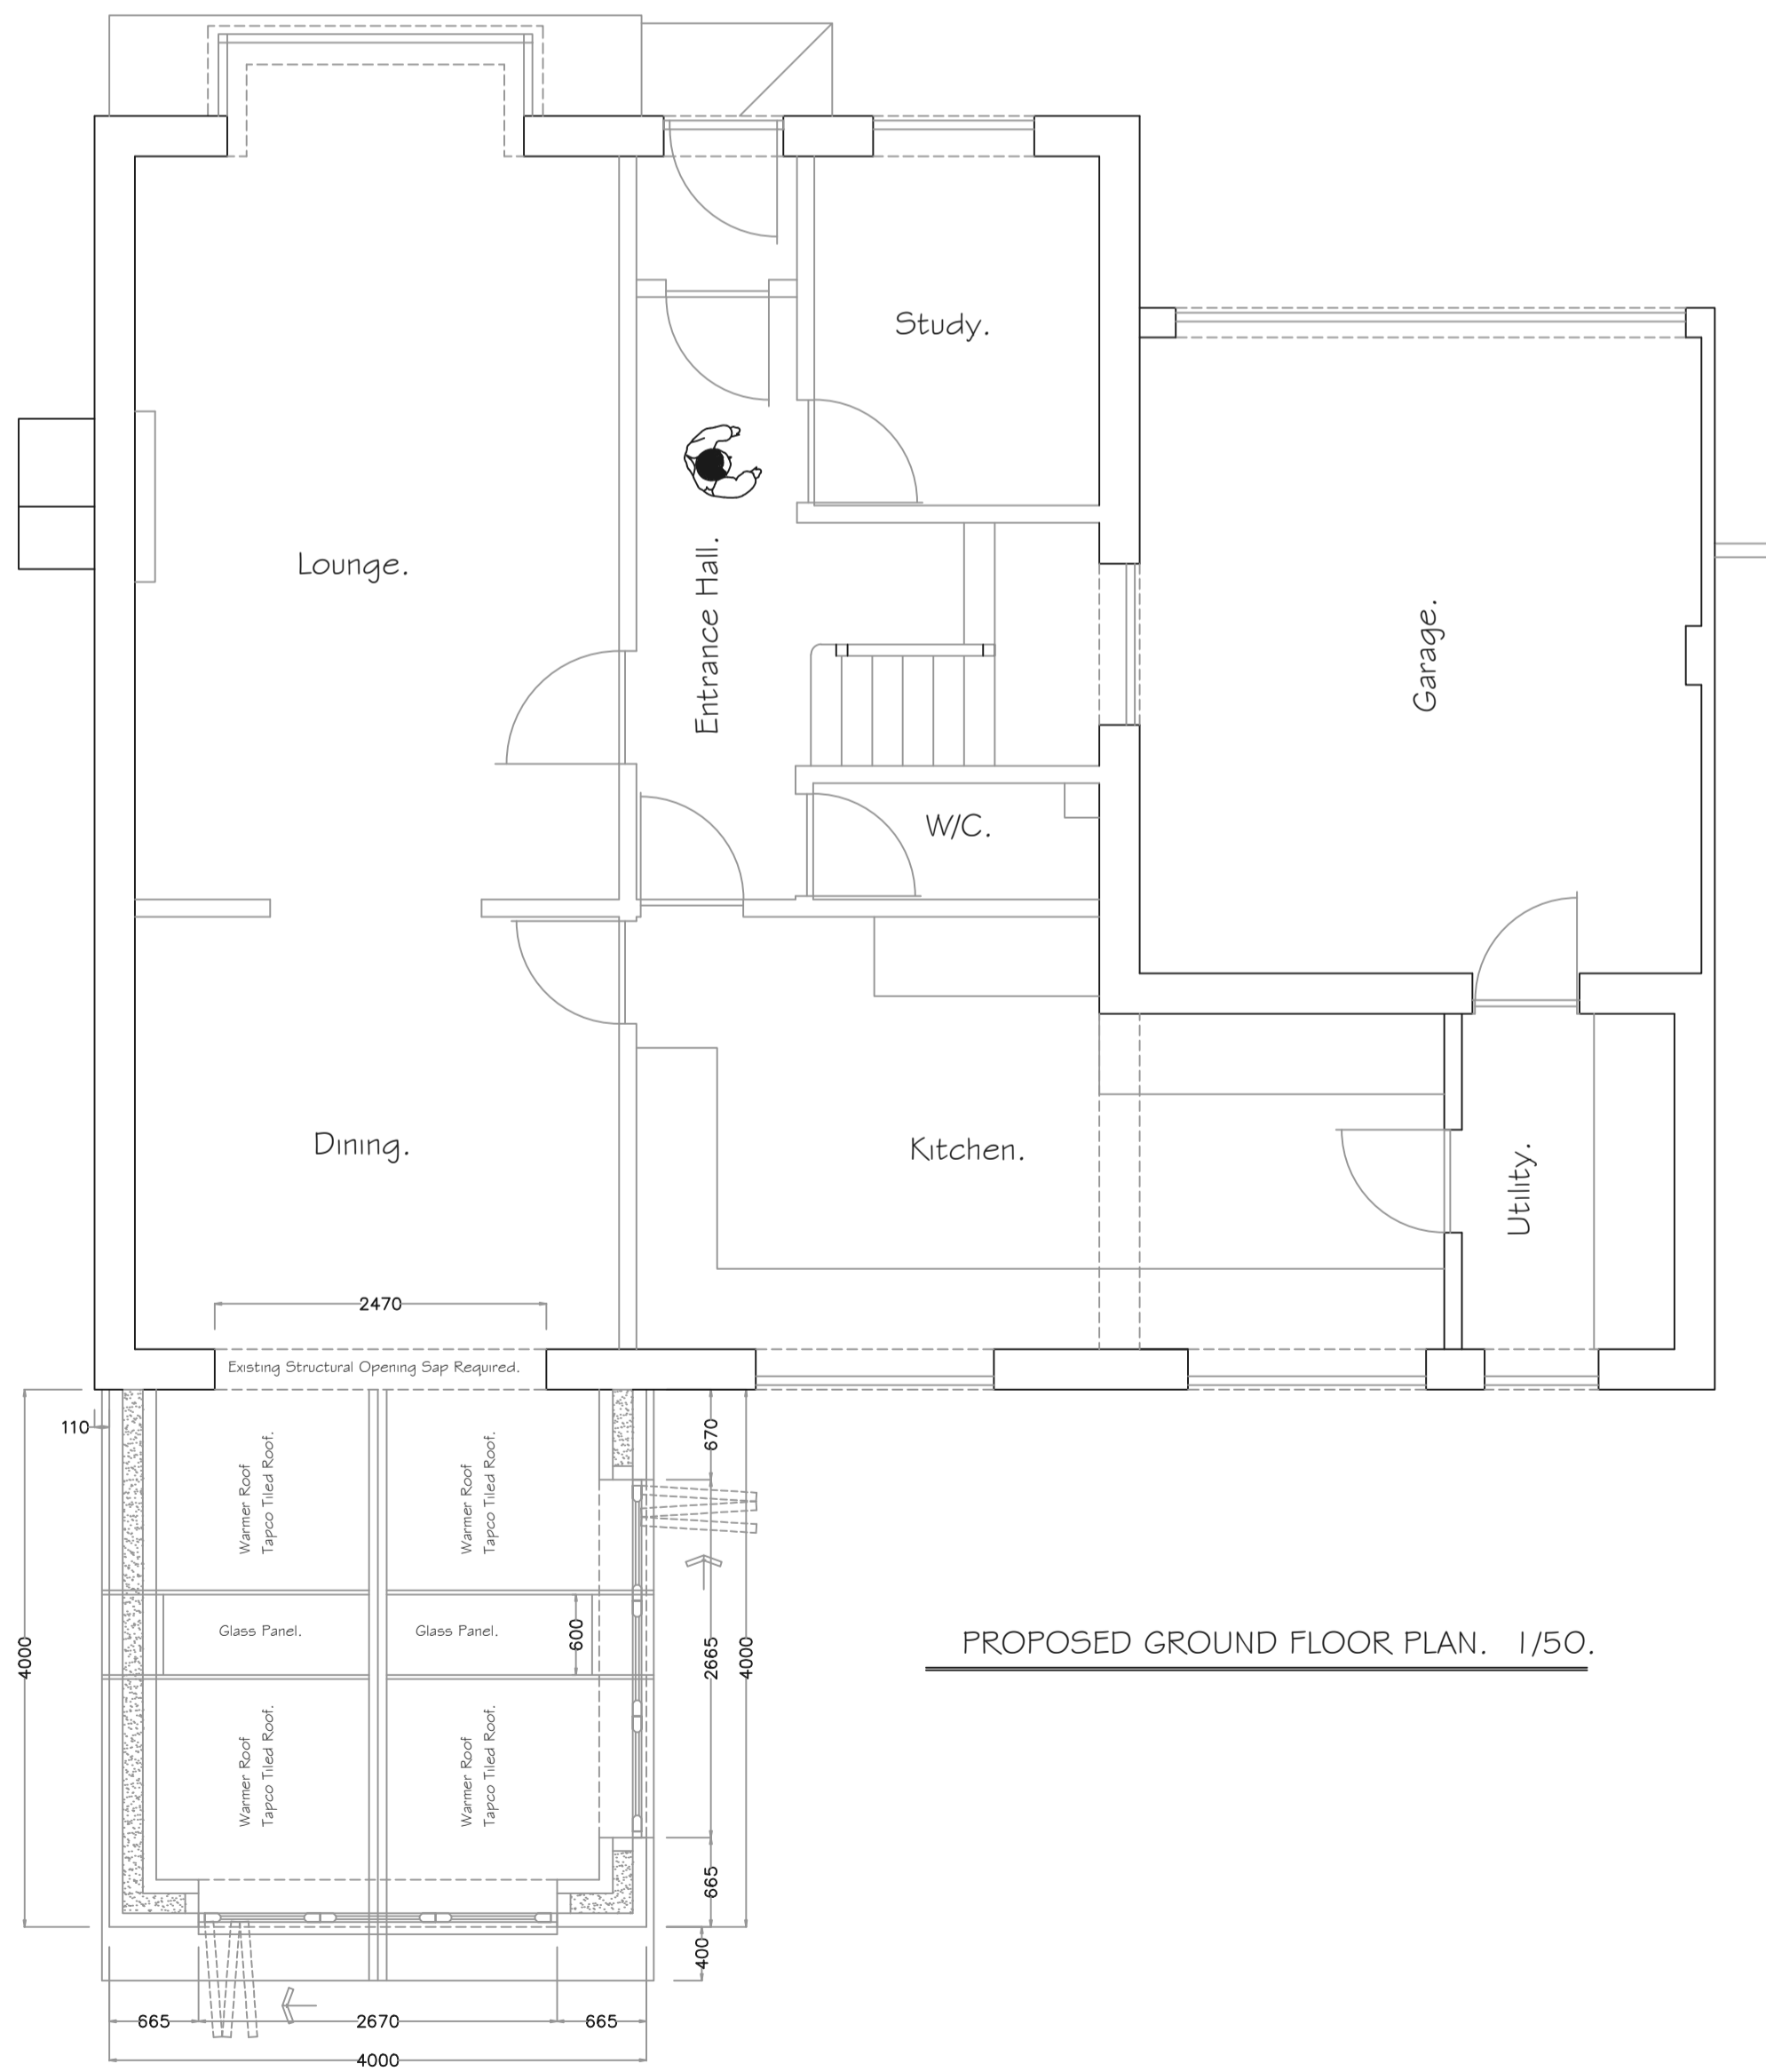 Study.
Lounge.
Entrance Hall.
Garage.
W/C.
Dining.
Kitchen.
Utility.
2470
Existing Structural Opening Sap Required.
110
670
Warmer Roof
Tapco Tiled Roof.
Warmer Roof
Tapco Tiled Roof.
Glass Panel.
Glass Panel.
600
4000
2665
4000
PROPOSED GROUND FLOOR PLAN. 1/50.
Warmer Roof
Tapco Tiled Roof.
Warmer Roof
Tapco Tiled Roof.
665
400
665
2670
665
4000